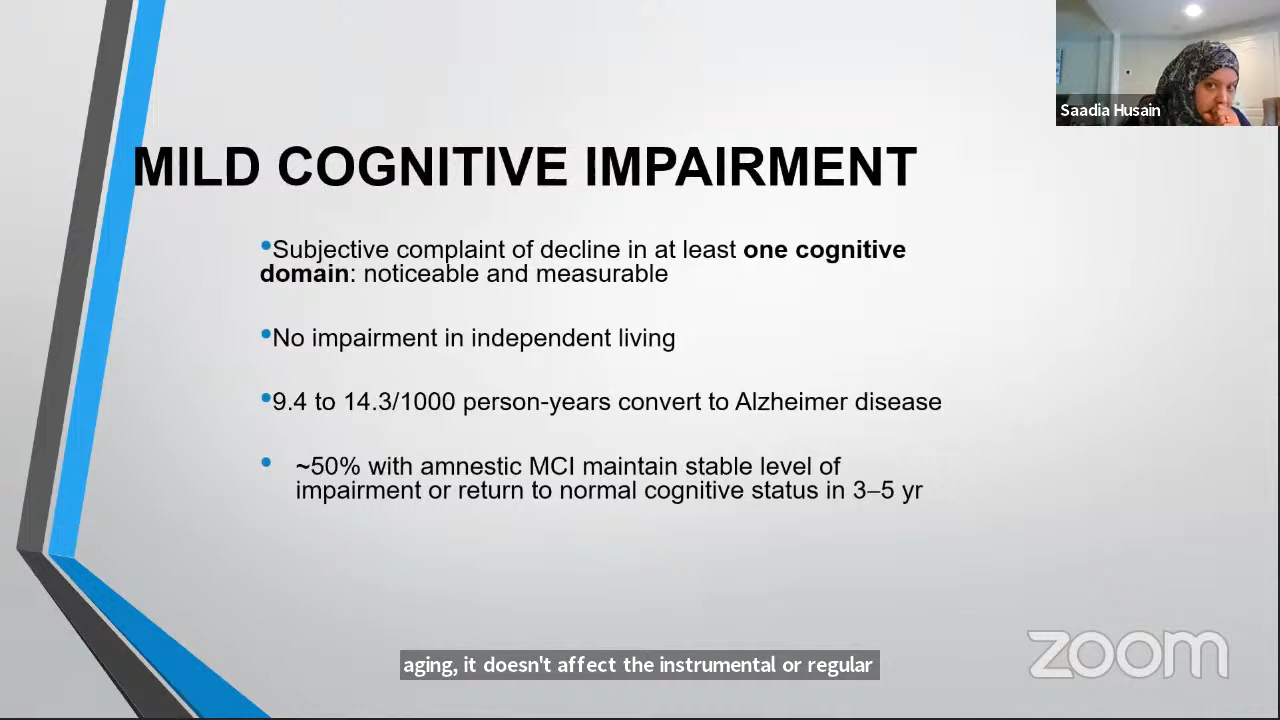 Saadia Husain
MILD COGNITIVE IMPAIRMENT
•Subjective complaint of decline in at least one cognitive
domain: noticeable and measurable
•No impairment in independent living
•9.4 to 14.3/1000 person-years convert to Alzheimer disease
• ~50% with amnestic MCI maintain stable level of
impairment or return to normal cognitive status in 3–5 yr
aging, it doesn't affect the instrumental or regular
zoom